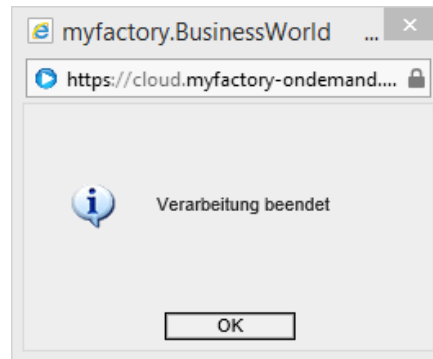 myfactory.BusinessWorld ...
https://cloud.myfactory-ondemand....
Verarbeitung beendet
OK